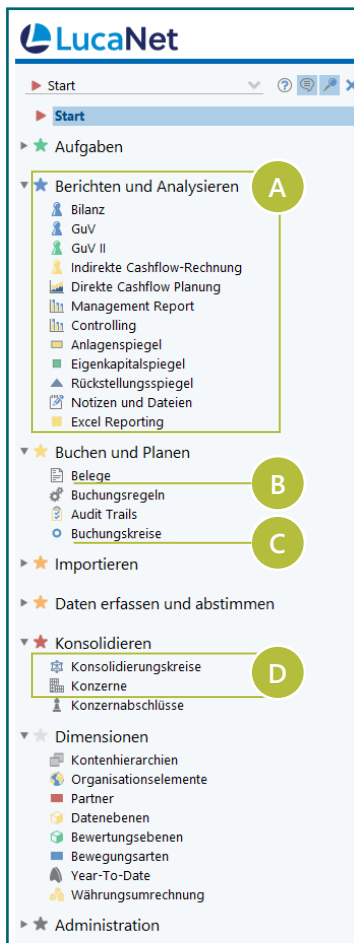 LucaNet
Start
Start
Aufgaben
Berichten und Analysieren
A
Bilanz
GuV
GuV II
Indirekte Cashflow-Rechnung
Direkte Cashflow Planung
Management Report
Controlling
Anlagenspiegel
Eigenkapitalspiegel
Rückstellungsspiegel
Notizen und Dateien
Excel Reporting
Buchen und Planen
Belege
B
Buchungsregeln
Audit Trails
Buchungskreise
C
Importieren
Daten erfassen und abstimmen
Konsolidieren
Konsolidierungskreise
D
Konzerne
Konzernabschlüsse
Dimensionen
Kontenhierarchien
Organisationselemente
Partner
Datenebenen
Bewertungsebenen
Bewegungsarten
Year-To-Date
Währungsumrechnung
Administration